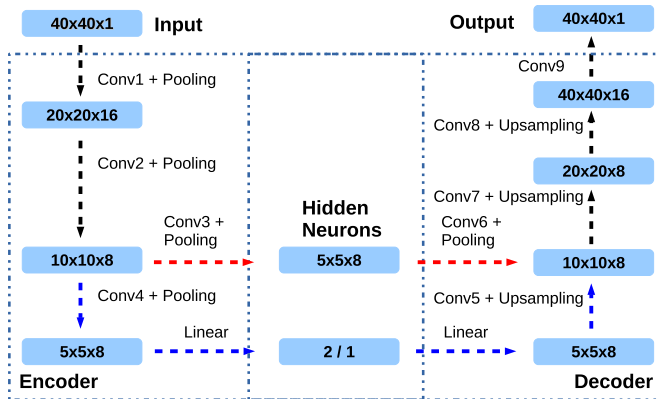 40x40x1
Input
Output
40x40x1
Conv1 + Pooling
Conv9
20x20x16
40x40x16
Conv8 + Upsampling
Conv2 + Pooling
20x20x8
Conv7 + Upsampling
Conv3 +
Pooling
Hidden
Neurons
Conv6 +
Pooling
10x10x8
5x5x8
10x10x8
Conv4 + Pooling
Conv5 + Upsampling
Linear
Linear
5x5x8
2 / 1
5x5x8
Encoder
Decoder